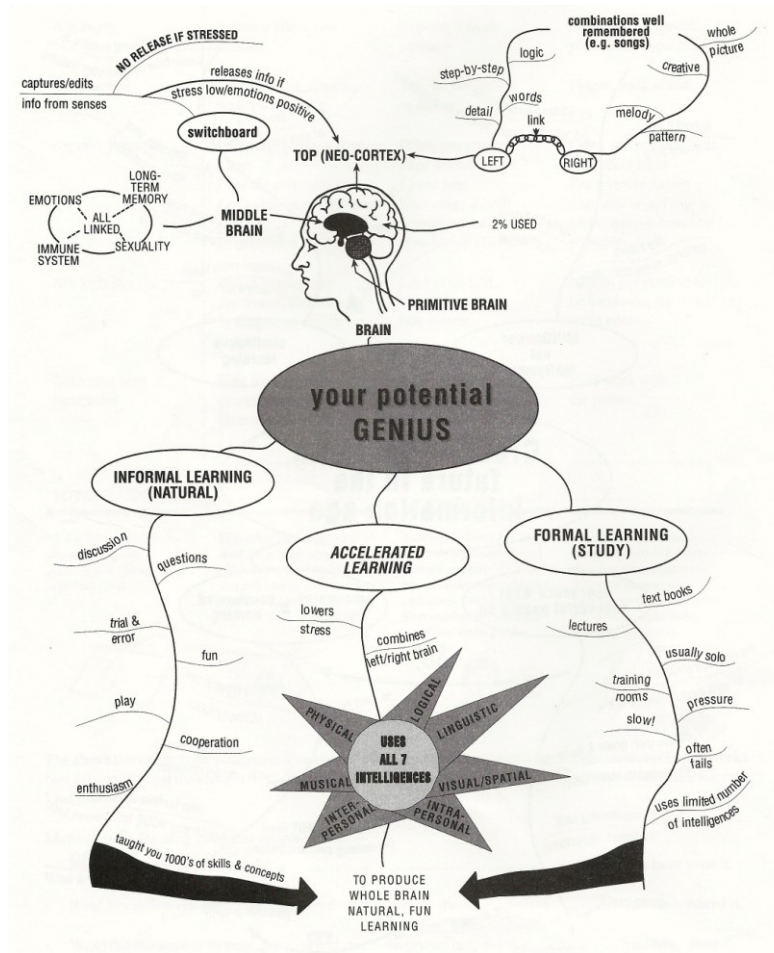 NO RELEASE IF STRESSED
captures/edits
info from senses
releases info if
stress low/emotions positive
switchboard
combinations well
remembered
(e.g. songs)
logic
step-by-step
words
detail
link
whole
picture
creative
melody
pattern
LEFT
RIGHT
TOP (NEO-CORTEX)
LONG-
TERM
MEMORY
EMOTIONS
ALL
LINKED
IMMUNE
SYSTEM
SEXUALITY
MIDDLE
BRAIN
2% USED
PRIMITIVE BRAIN
BRAIN
your potential
GENIUS
INFORMAL LEARNING
(NATURAL)
discussion
questions
trial &
error
fun
play
cooperation
enthusiasm
taught you 1000's of skills & concepts
ACCELERATED
LEARNING
lowers
stress
combines
left/right brain
PHYSICAL
LOGICAL
LINGUISTIC
USES
ALL 7
INTELLIGENCES
MUSICAL
VISUAL/SPATIAL
INTER-
PERSONAL
INTRA-
PERSONAL
FORMAL LEARNING
(STUDY)
text books
lectures
usually solo
training
rooms
pressure
slow!
often
fails
uses limited number
of intelligences
TO PRODUCE
WHOLE BRAIN
NATURAL, FUN
LEARNING